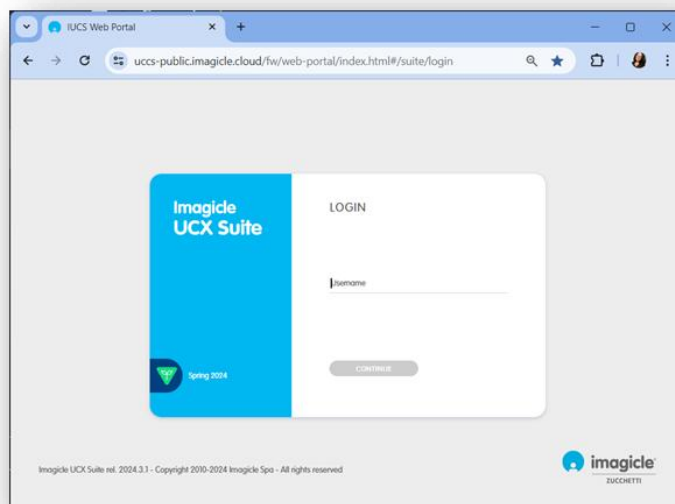 IUCS Web Portal
uccs-public.imagicle.cloud/fw/web-portal/index.html#/suite/login
Imagicle
UCX Suite
LOGIN
Username
CONTINUE
Spring 2024
Imagicle UCX Suite rel. 2024.3.1 - Copyright 2010-2024 Imagicle Spa - All rights reserved
imagicle
ZUCCHETTI